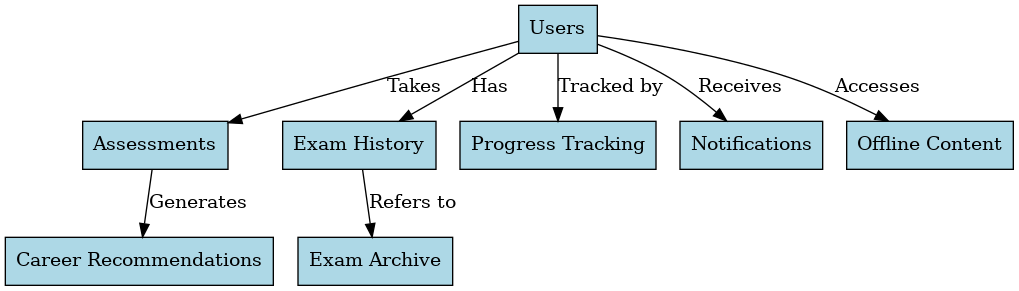 Users
Takes
Has
Tracked by
Receives
Accesses
Assessments
Exam History
Progress Tracking
Notifications
Offline Content
Generates
Refers to
Career Recommendations
Exam Archive